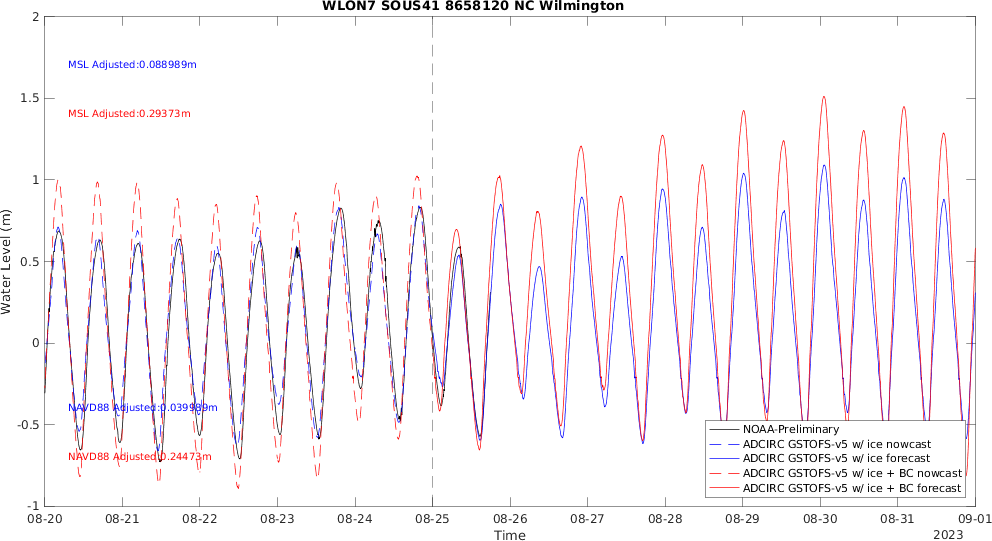 WLON7 SOUS41 8658120 NC Wilmington
2
1.5
1
0.5
0
-0.5
-1
Water Level (m)
MSL Adjusted:0.088989m
MSL Adjusted:0.29373m
NAVD88 Adjusted:0.039989m
NAVD88 Adjusted:0.24473m
NOAA-Preliminary
ADCIRC GSTOFS-v5 w/ ice nowcast
ADCIRC GSTOFS-v5 w/ ice forecast
ADCIRC GSTOFS-v5 w/ ice + BC nowcast
ADCIRC GSTOFS-v5 w/ ice + BC forecast
08-20 08-21 08-22 08-23 08-24 08-25 08-26 08-27 08-28 08-29 08-30 08-31 09-01
Time
2023